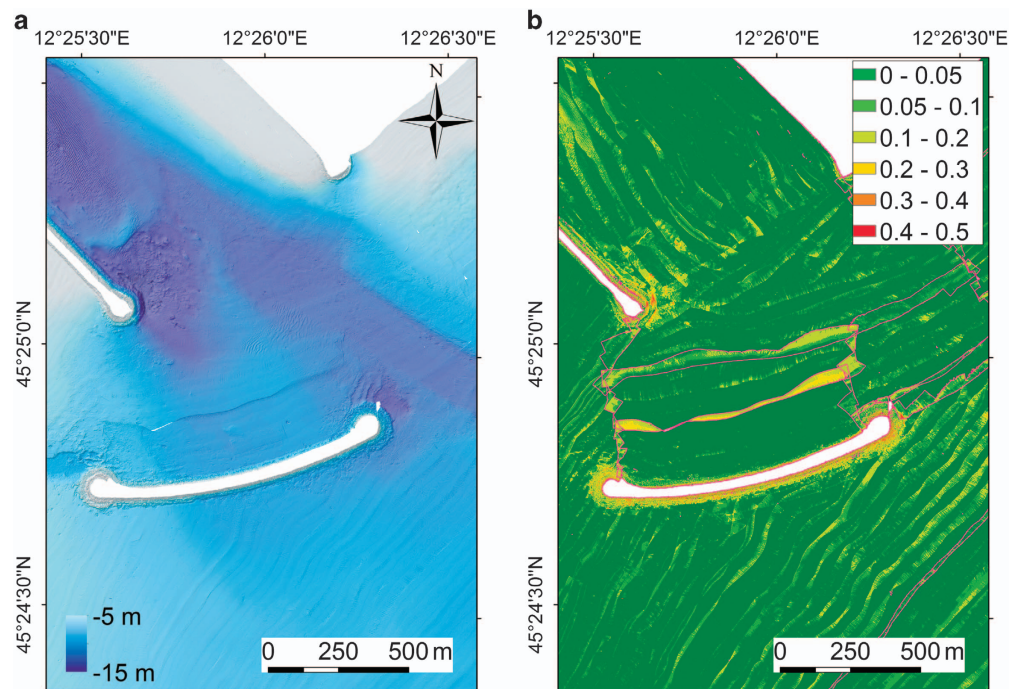 a
12°25'30"E
12°26'0"E
12°26'30"E
N
45°25'0"N
45°24'30"N
-5 m
-15 m
0 250 500 m
b
12°25'30"E
12°26'0"E
12°26'30"E
0 - 0.05
0.05 - 0.1
0.1 - 0.2
0.2 - 0.3
0.3 - 0.4
0.4 - 0.5
45°25'0"N
45°24'30"N
0 250 500 m